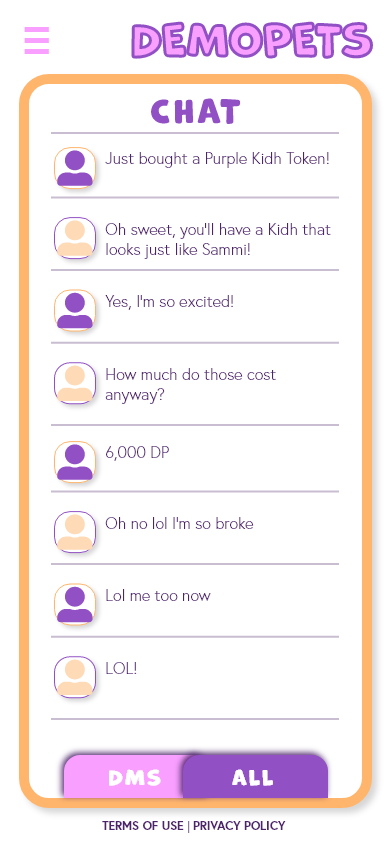 DEMOPETS
CHAT
Just bought a Purple Kidh Token!
Oh sweet, you'll have a Kidh that
looks just like Sammi!
Yes, I'm so excited!
How much do those cost
anyway?
6,000 DP
Oh no lol I'm so broke
Lol me too now
LOL!
DMS ALL
TERMS OF USE | PRIVACY POLICY